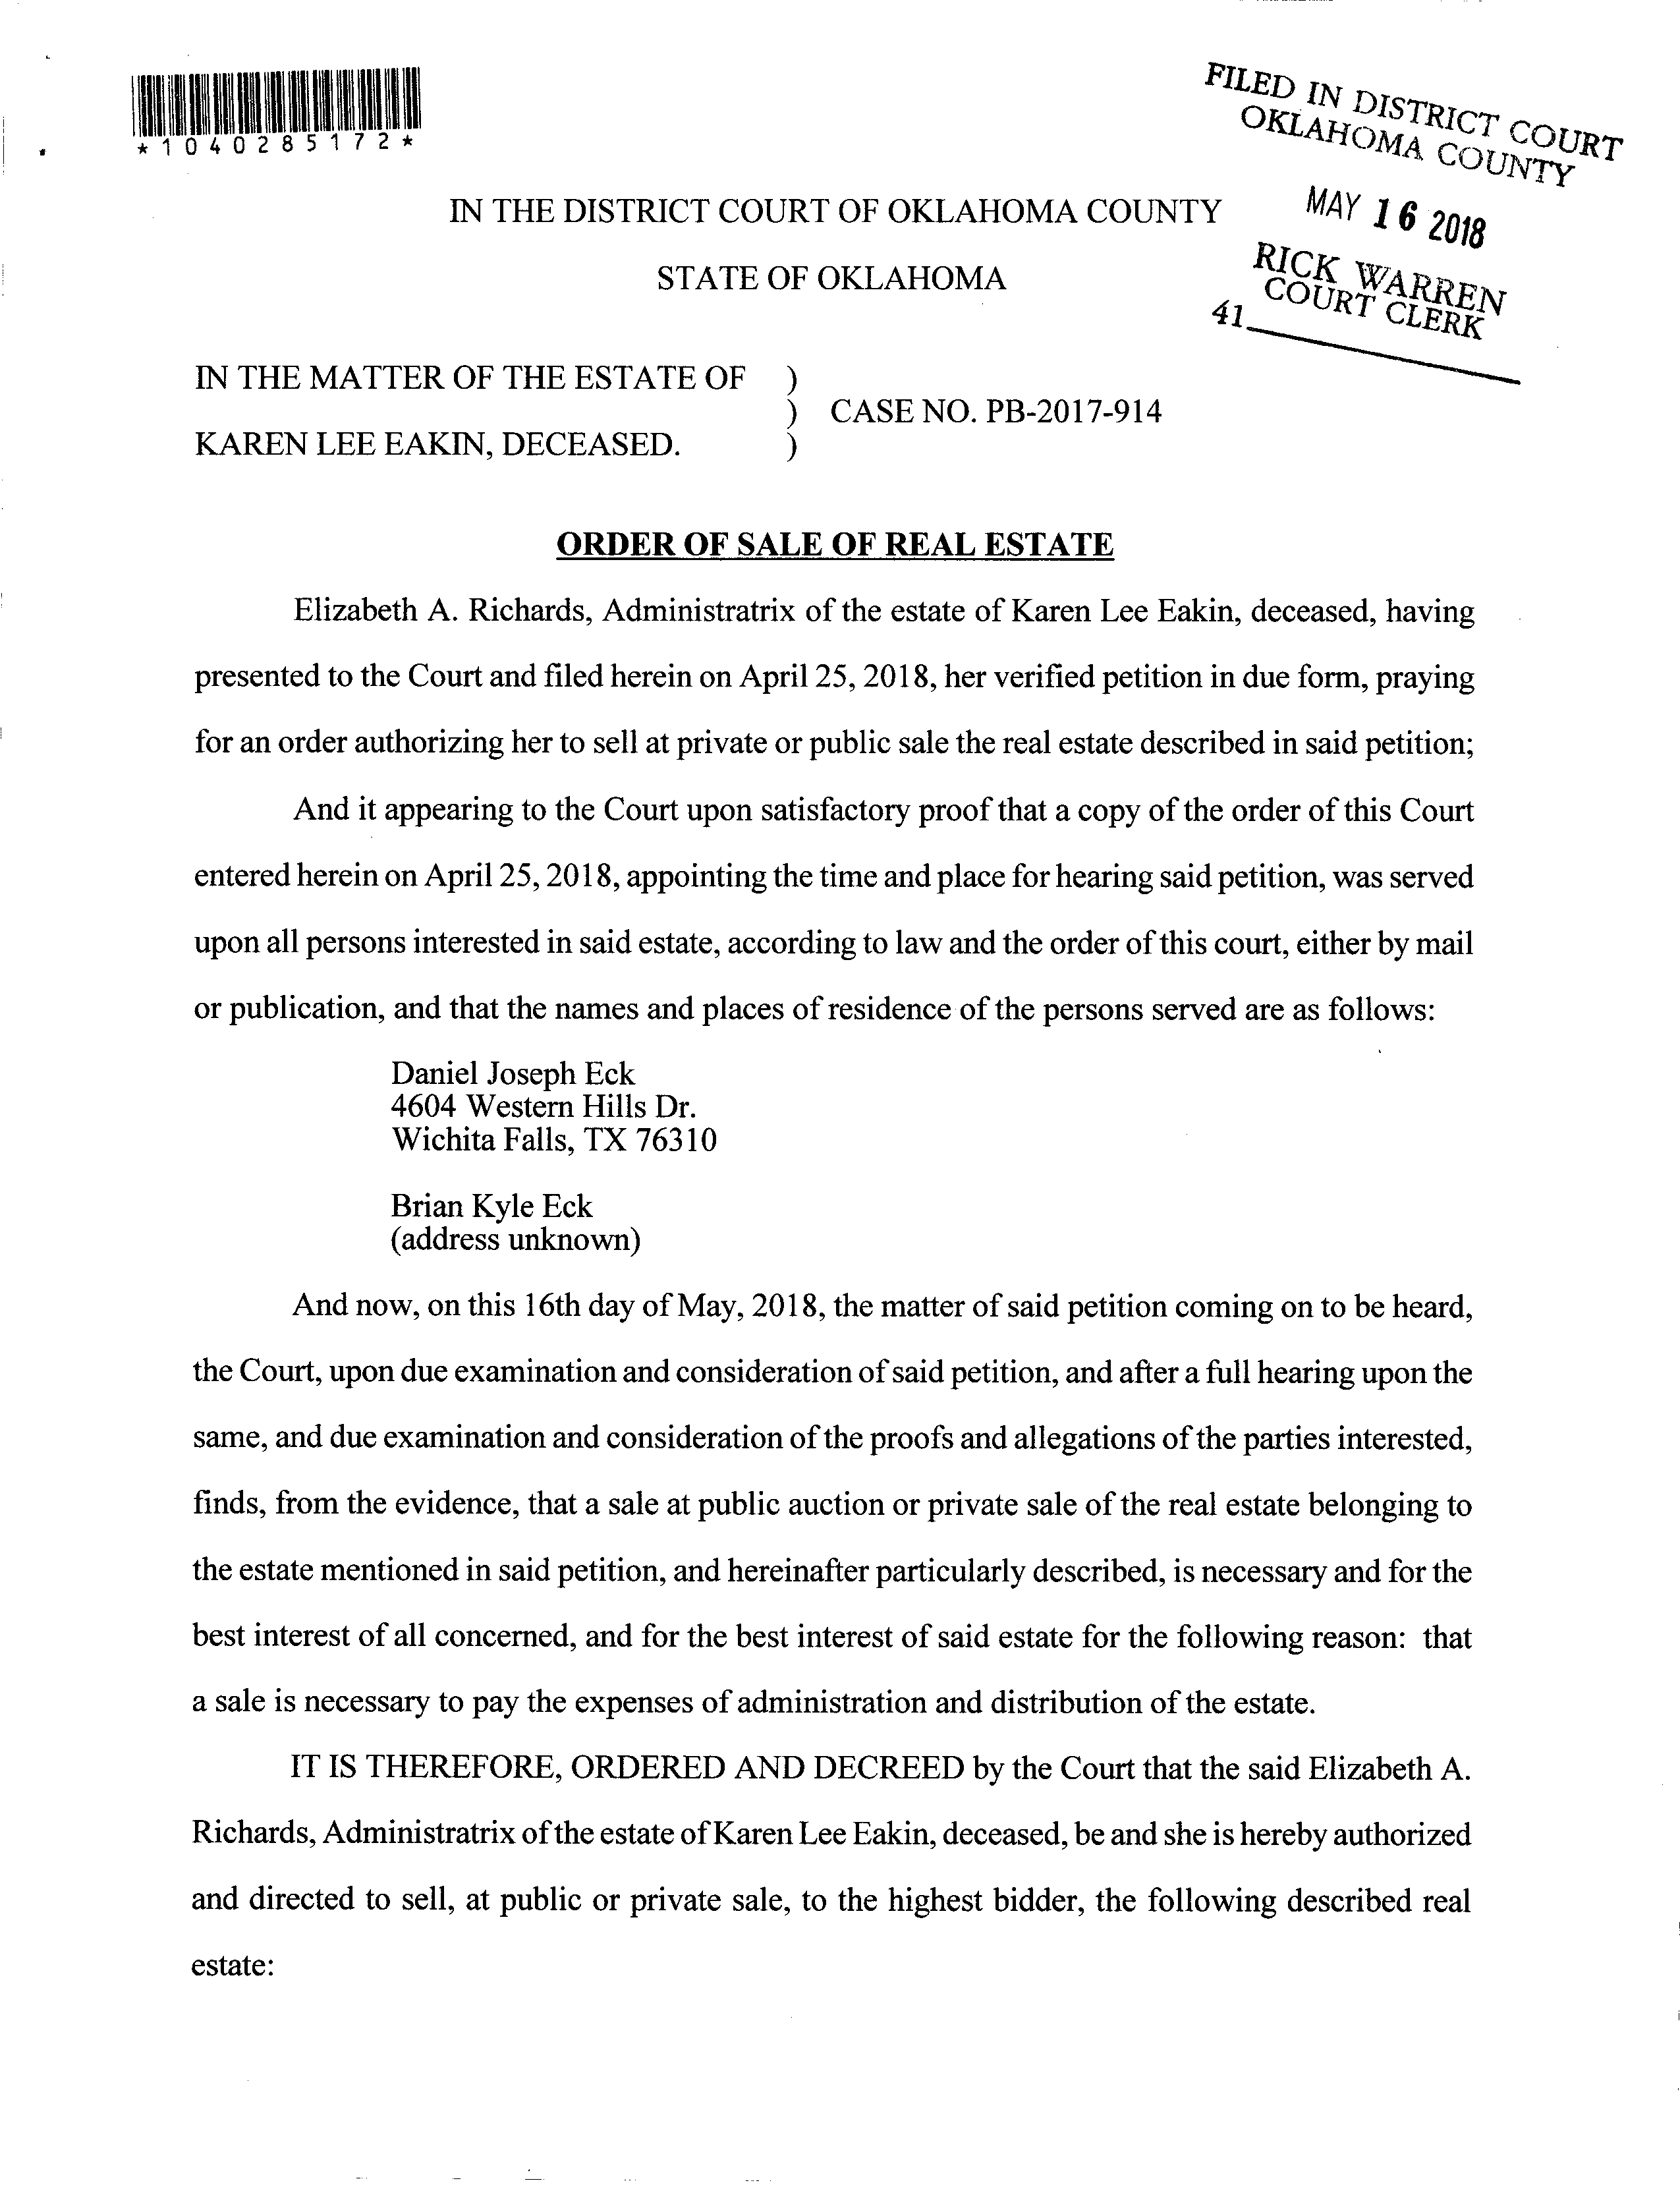 *1040285172*
FILED IN DISTRICT COURT
OKLAHOMA COUNTY
MAY 16 2018
RICK WARREN
COURT CLERK
41
IN THE DISTRICT COURT OF OKLAHOMA COUNTY
STATE OF OKLAHOMA
IN THE MATTER OF THE ESTATE OF )
) CASE NO. PB-2017-914
KAREN LEE EAKIN, DECEASED. )
ORDER OF SALE OF REAL ESTATE
Elizabeth A. Richards, Administratrix of the estate of Karen Lee Eakin, deceased, having
presented to the Court and filed herein on April 25, 2018, her verified petition in due form, praying
for an order authorizing her to sell at private or public sale the real estate described in said petition;
And it appearing to the Court upon satisfactory proof that a copy of the order of this Court
entered herein on April 25, 2018, appointing the time and place for hearing said petition, was served
upon all persons interested in said estate, according to law and the order of this court, either by mail
or publication, and that the names and places of residence of the persons served are as follows:
Daniel Joseph Eck
4604 Western Hills Dr.
Wichita Falls, TX 76310
Brian Kyle Eck
(address unknown)
And now, on this 16th day of May, 2018, the matter of said petition coming on to be heard,
the Court, upon due examination and consideration of said petition, and after a full hearing upon the
same, and due examination and consideration of the proofs and allegations of the parties interested,
finds, from the evidence, that a sale at public auction or private sale of the real estate belonging to
the estate mentioned in said petition, and hereinafter particularly described, is necessary and for the
best interest of all concerned, and for the best interest of said estate for the following reason: that
a sale is necessary to pay the expenses of administration and distribution of the estate.
IT IS THEREFORE, ORDERED AND DECREED by the Court that the said Elizabeth A.
Richards, Administratrix of the estate of Karen Lee Eakin, deceased, be and she is hereby authorized
and directed to sell, at public or private sale, to the highest bidder, the following described real
estate: